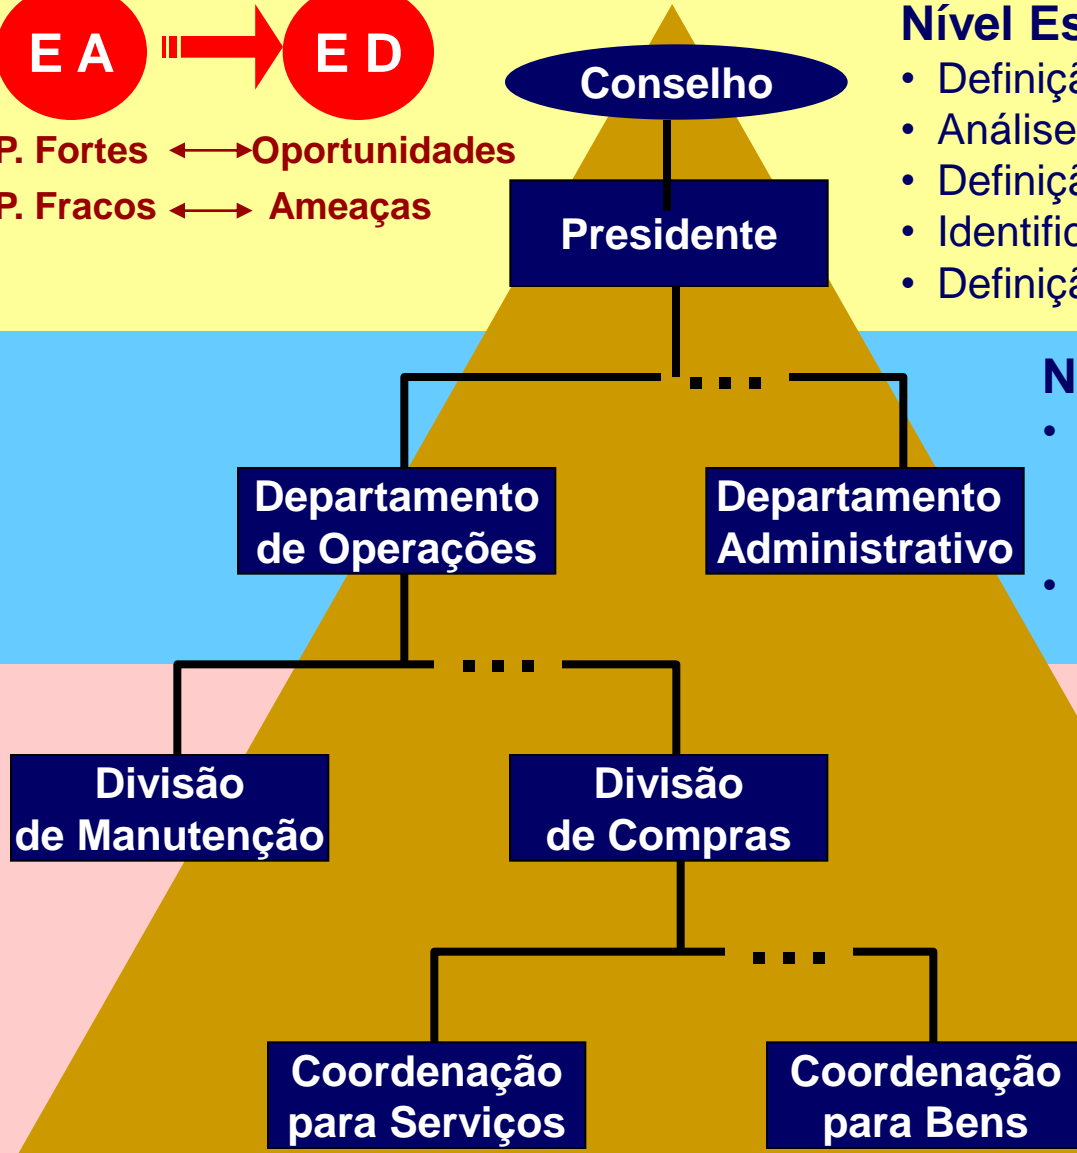 E A
E D
P. Fortes
Oportunidades
P. Fracos
Ameaças
Conselho
Presidente
Nível Es
• Definiçã
• Análise
• Definiçã
• Identific
• Definiçã
N
•
•
Departamento
de Operações
Departamento
Administrativo
Divisão
de Manutenção
Divisão
de Compras
Coordenação
para Serviços
Coordenação
para Bens